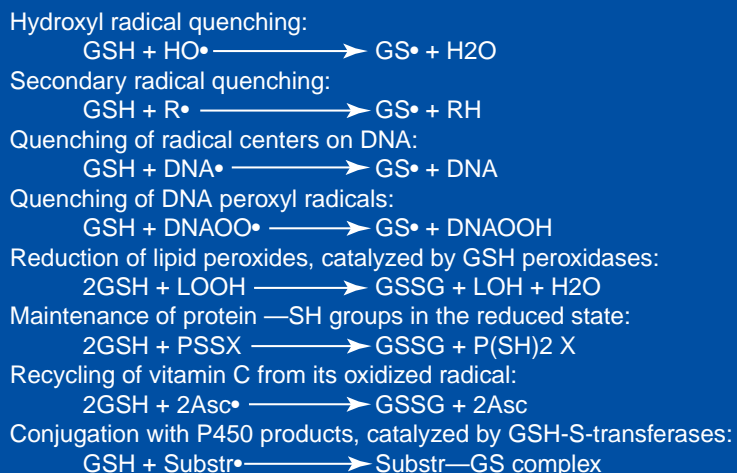 Hydroxyl radical quenching:
GSH + HO• ⟶ GS• + H2O
Secondary radical quenching:
GSH + R• ⟶ GS• + RH
Quenching of radical centers on DNA:
GSH + DNA• ⟶ GS• + DNA
Quenching of DNA peroxyl radicals:
GSH + DNAOO• ⟶ GS• + DNAOOH
Reduction of lipid peroxides, catalyzed by GSH peroxidases:
2GSH + LOOH ⟶ GSSG + LOH + H2O
Maintenance of protein —SH groups in the reduced state:
2GSH + PSSX ⟶ GSSG + P(SH)2 X
Recycling of vitamin C from its oxidized radical:
2GSH + 2Asc• ⟶ GSSG + 2Asc
Conjugation with P450 products, catalyzed by GSH-S-transferases:
GSH + Substr• ⟶ Substr—GS complex